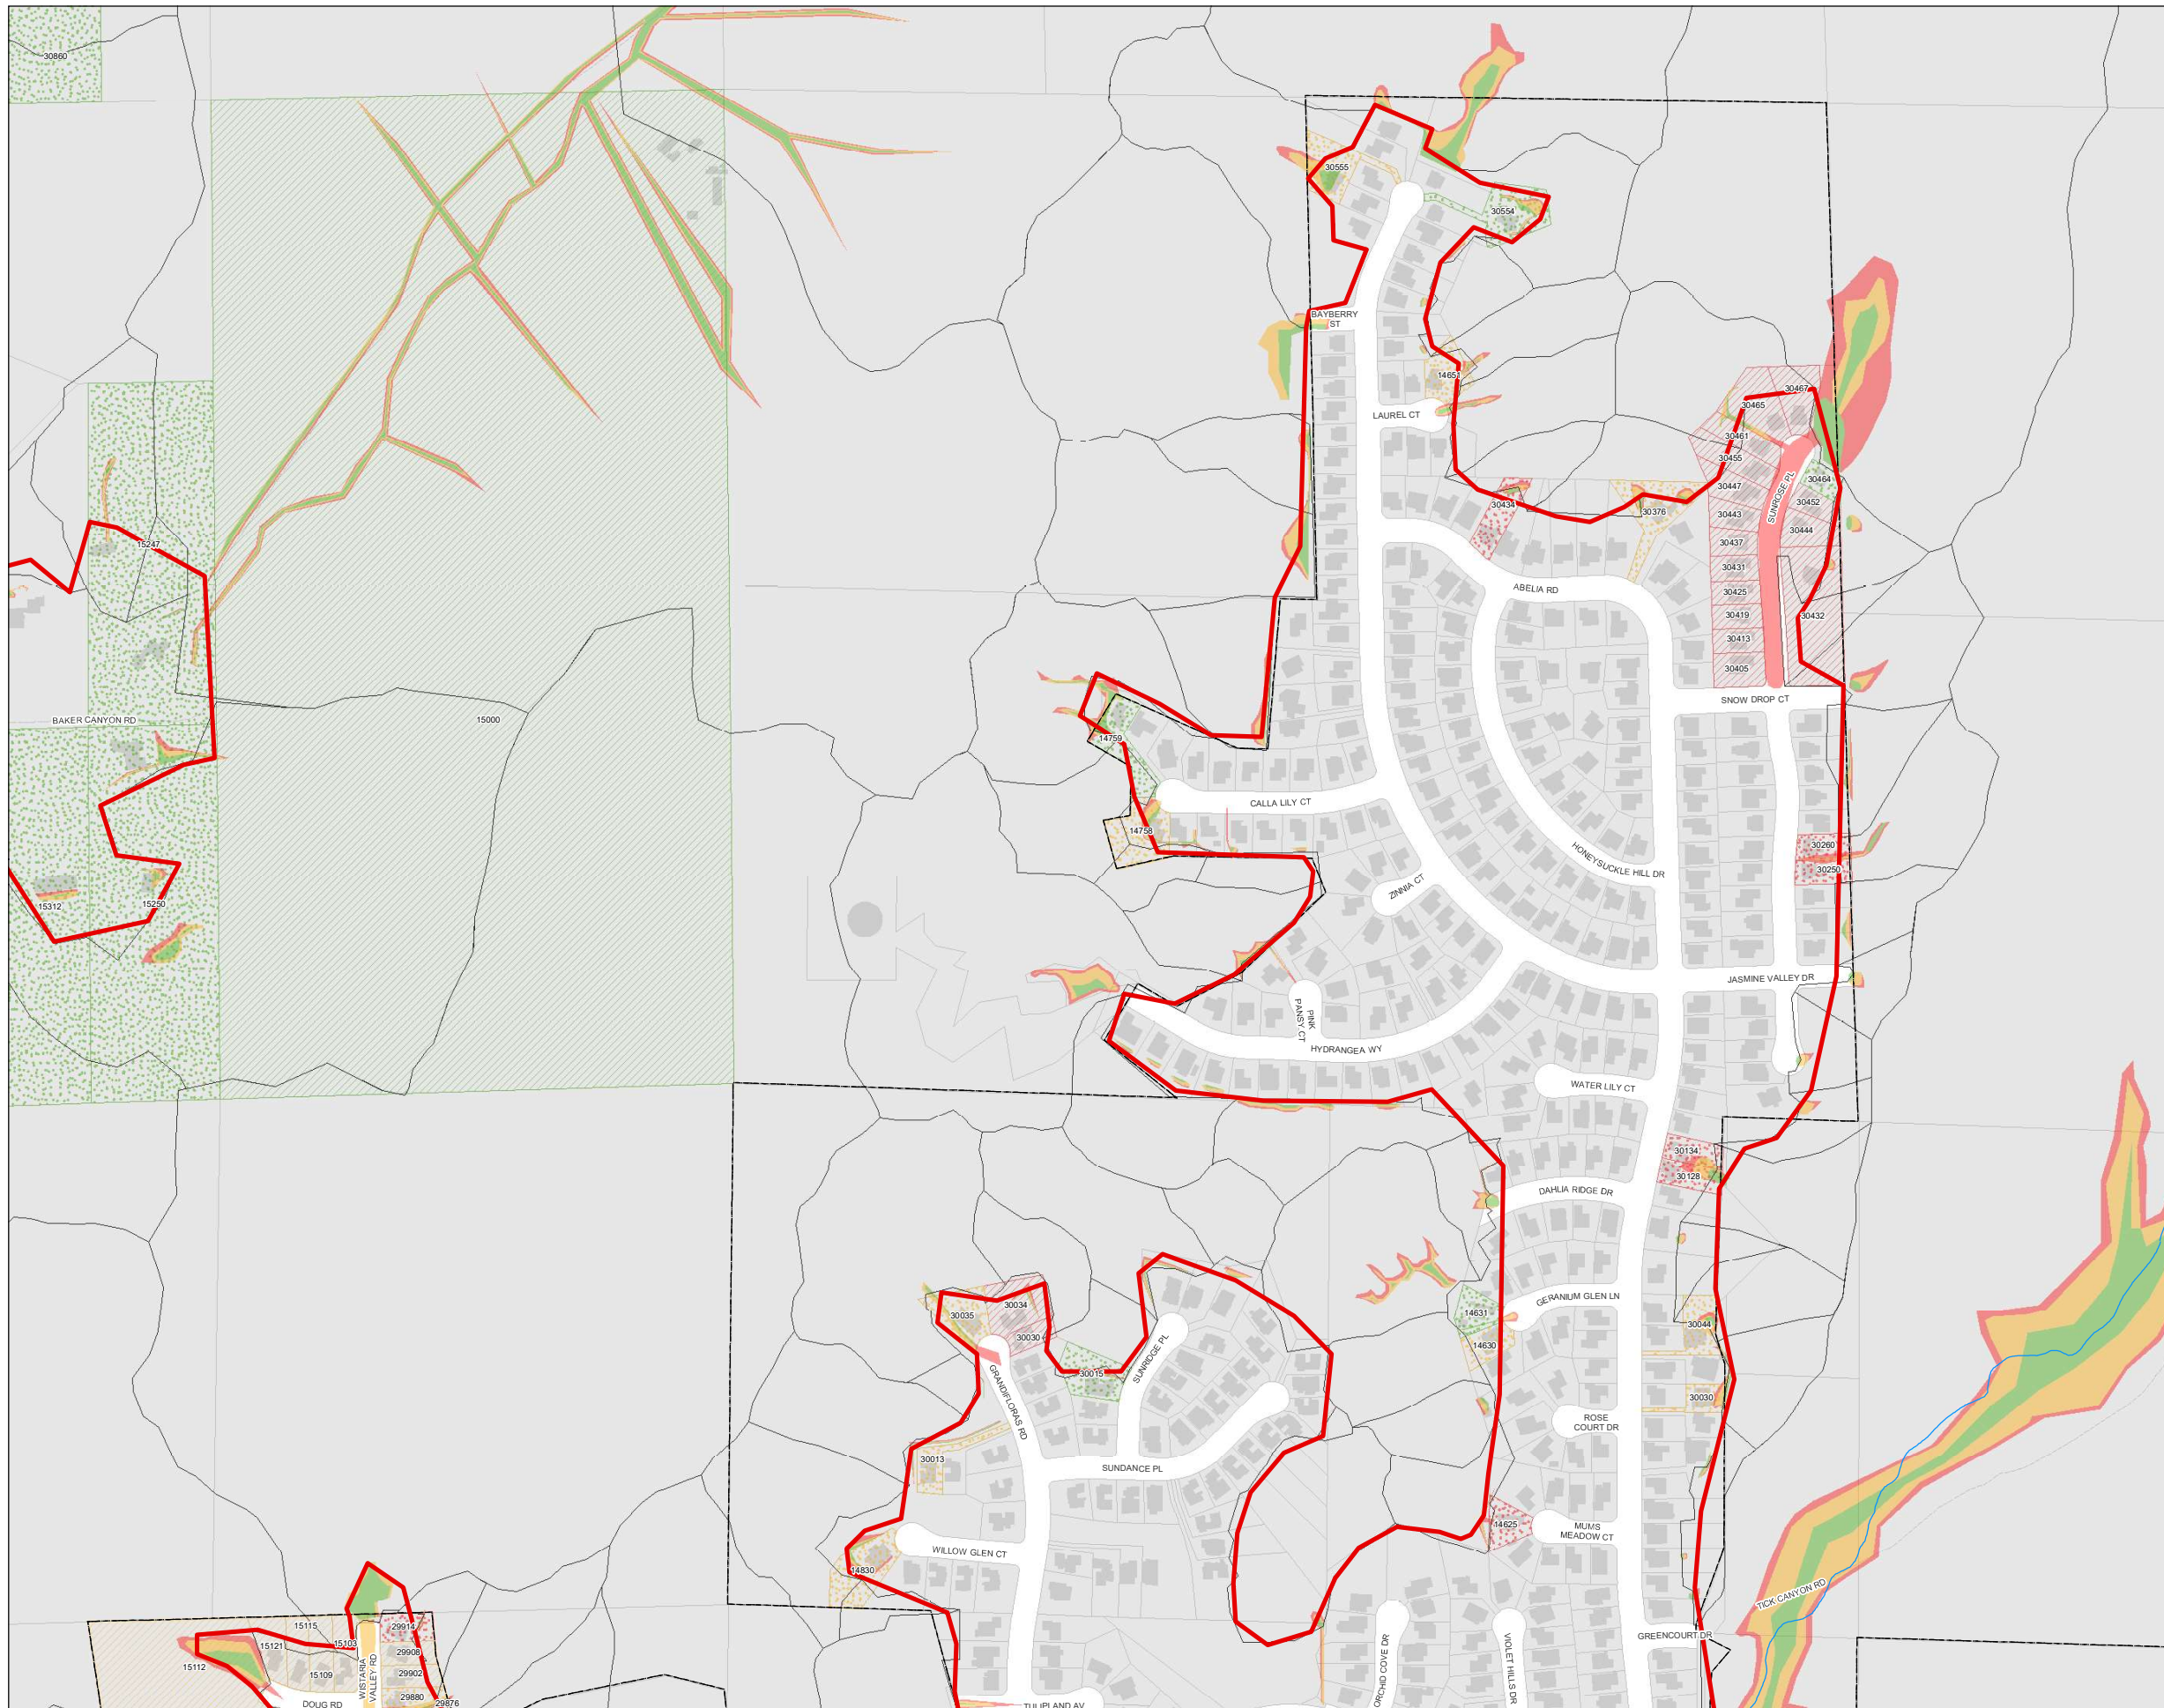 30860
30555
30554
BAYBERRY
ST
14651
LAUREL CT
30467
30465
30461
30455
30434
30376
30447
30464
SUNROSE PL
30452
30443
30444
30437
15247
30431
ABELIA RD
30425
30419
30432
30413
30405
SNOW DROP CT
BAKER CANYON RD
15000
14759
CALLA LILY CT
14758
30260
HONEYSUCKLE HILL DR
30250
ZINNIA CT
15312
15250
JASMINE VALLEY DR
PINK
PANSY CT
HYDRANGEA WY
WATER LILY CT
30134
30128
DAHLIA RIDGE DR
GERANIUM GLEN LN
30034
30035
14631
30044
30030
14630
SUNRIDGE PL
30015
GRANDIFLORAS RD
30030
ROSE
COURT DR
30013
SUNDANCE PL
14625
MUMS
MEADOW CT
WILLOW GLEN CT
14830
TICK CANYON RD
15115
29914
15103
GREENCOURT DR
15121
29908
15112
15109
29902
WISTARIA
VALLEY RD
29880
29876
DOUG RD
TULIPLAND AV
ORCHID COVE DR
VIOLET HILLS DR